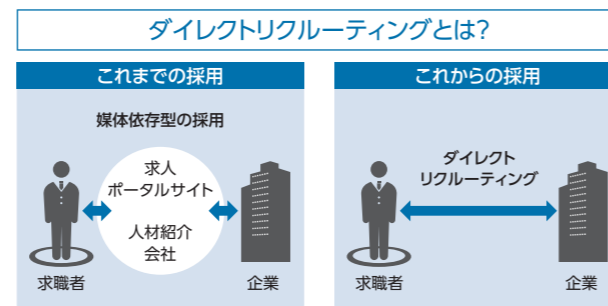 ダイレクトリクルーティングとは?
これまでの採用
媒体依存型の採用
求人
ポータルサイト
人材紹介
会社
求職者
企業
これからの採用
ダイレクト
リクルーティング
求職者
企業